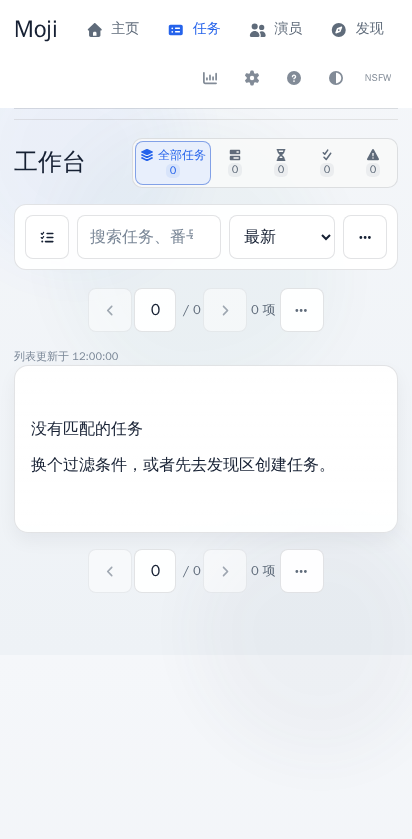 Moji 主页 任务 演员 发现
NSFW
工作台 全部任务
0 0 0 0 0
搜索任务、番号 最新
0 / 0 0 项
列表更新于 12:00:00
没有匹配的任务
换个过滤条件，或者先去发现区创建任务。
0 / 0 0 项